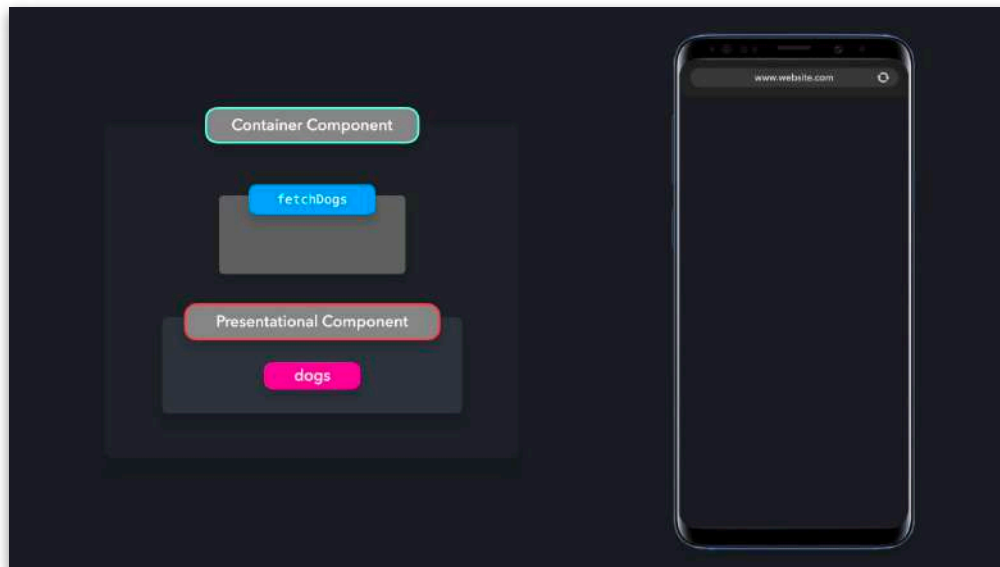 Container Component
fetchDogs
Presentational Component
dogs
www.website.com